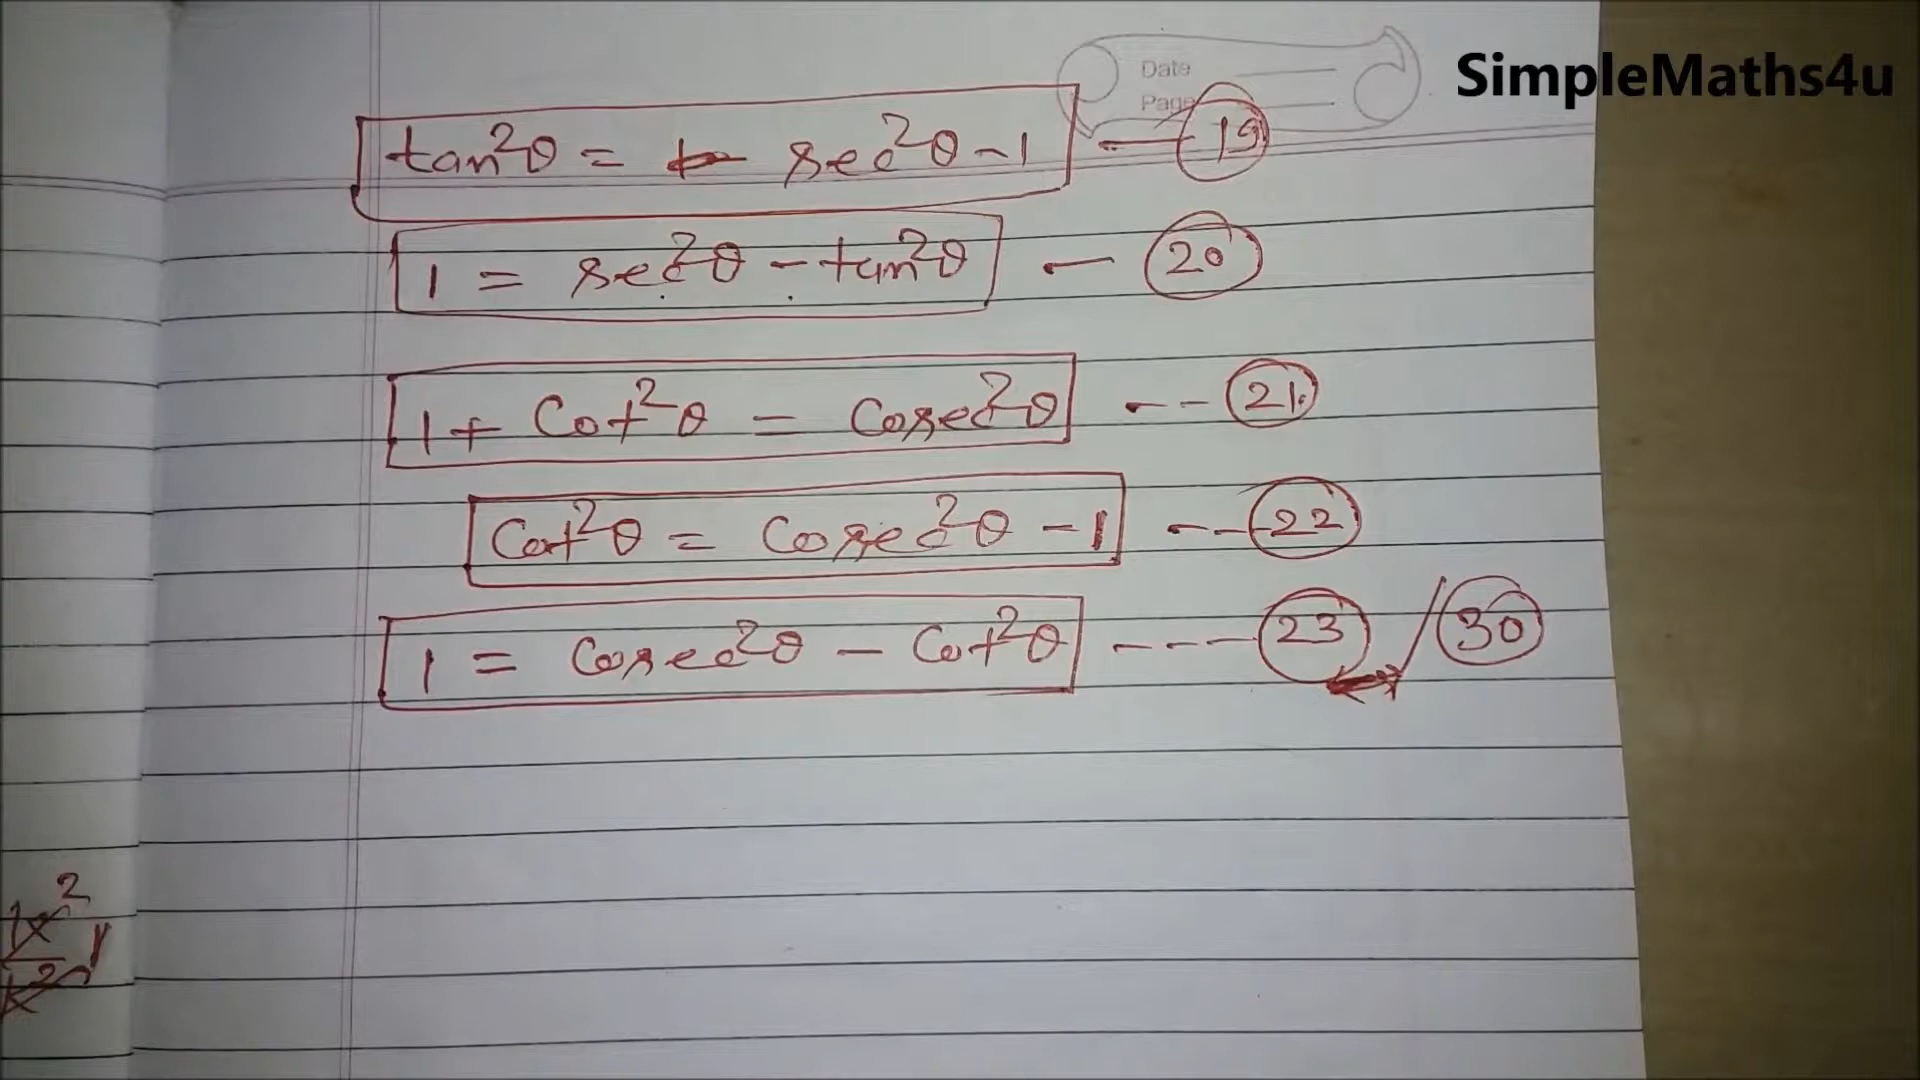 SimpleMaths4u
Date
Page
tan²θ = sec²θ - 1 — 19
1 = sec²θ - tan²θ — 20
1 + Cot²θ = Cosec²θ -- 21
Cot²θ = Cosec²θ - 1 -- 22
1 = Cosec²θ - Cot²θ --- 23 / 30